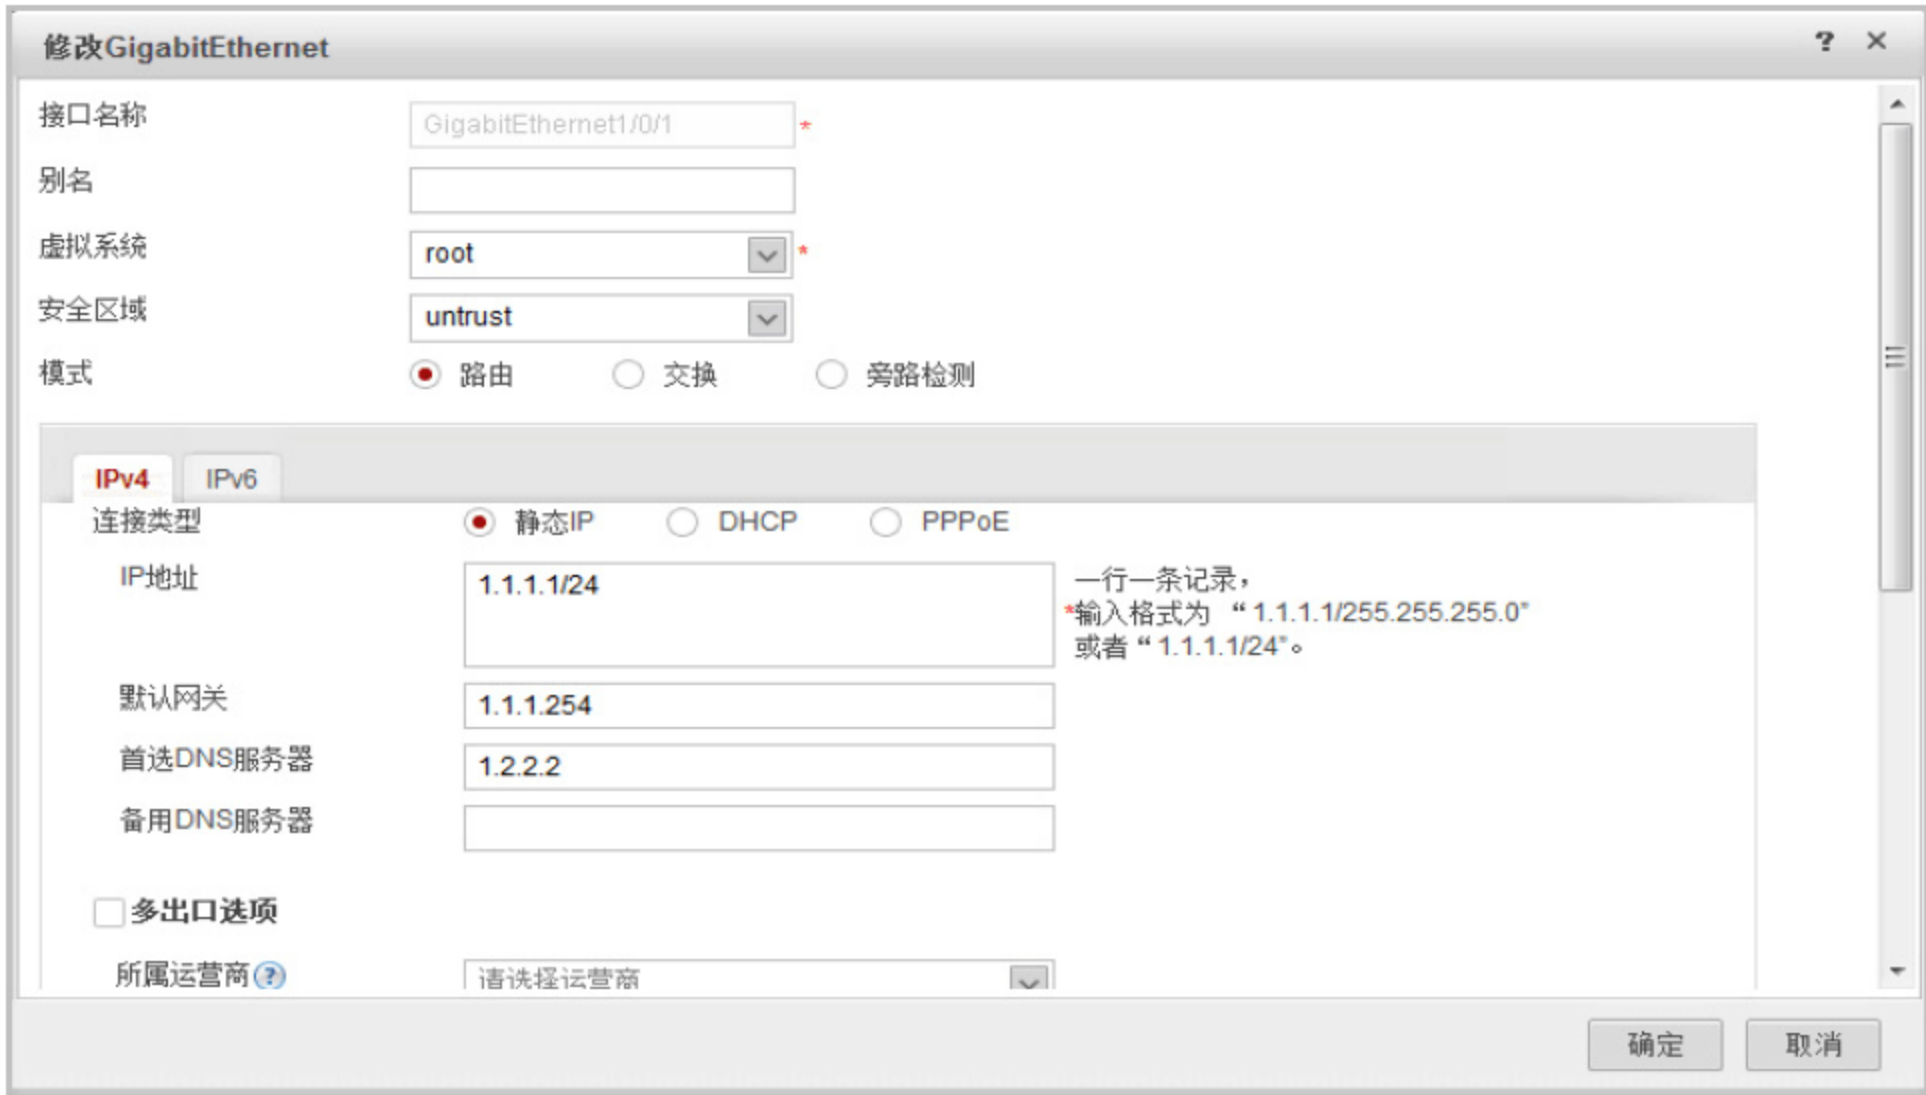 修改GigabitEthernet
? ×
接口名称 GigabitEthernet1/0/1 *
别名
虚拟系统 root *
安全区域 untrust
模式 路由 交换 旁路检测
IPv4 IPv6
连接类型 静态IP DHCP PPPoE
IP地址 1.1.1.1/24 一行一条记录，
*输入格式为 “1.1.1.1/255.255.255.0”
或者“1.1.1.1/24”。
默认网关 1.1.1.254
首选DNS服务器 1.2.2.2
备用DNS服务器
多出口选项
所属运营商 ? 请选择运营商
确定 取消